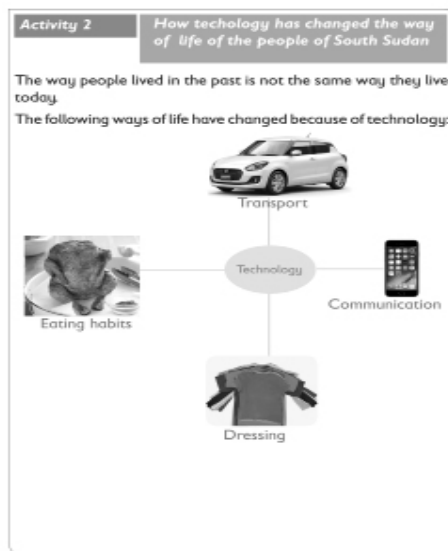 Activity 2
How techology has changed the way
of life of the people of South Sudan
The way people lived in the past is not the same way they live
today.
The following ways of life have changed because of technology:
Transport
Technology
Communication
Eating habits
Dressing